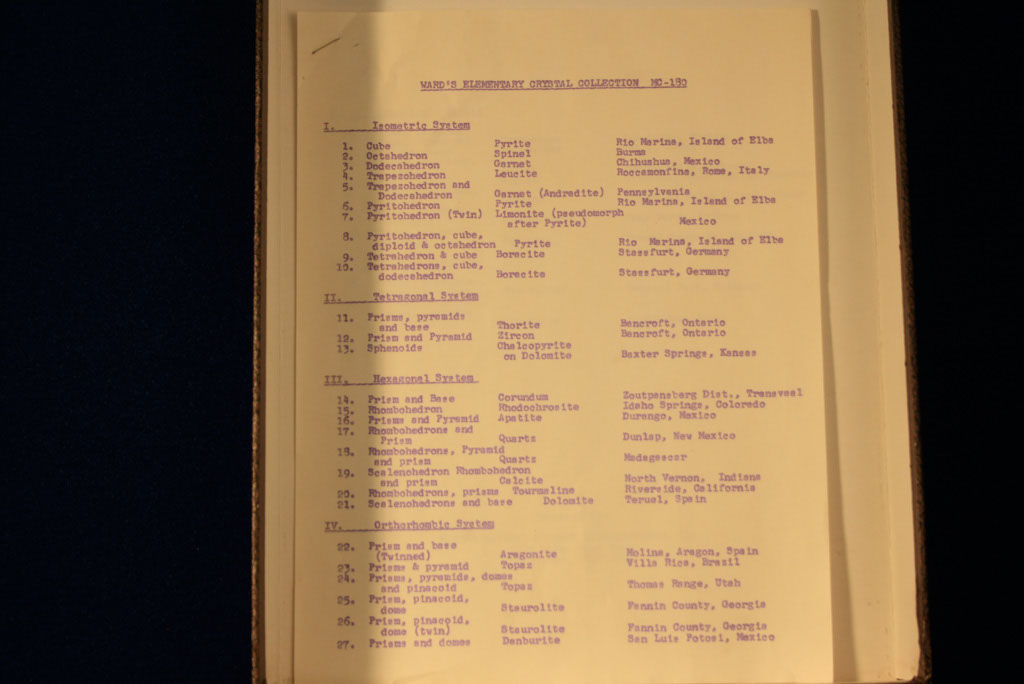 WARD'S ELEMENTARY CRYSTAL COLLECTION MC-190
I. Isometric System
1. Cube Pyrite Rio Marina, Island of Elba
2. Octahedron Spinel Burma
3. Dodecahedron Garnet Chihuahua, Mexico
4. Trapezohedron Leucite Roccamonfina, Rome, Italy
5. Trapezohedron and
Dodecahedron Garnet (Andradite) Pennsylvania
6. Pyritohedron Pyrite Rio Marina, Island of Elba
7. Pyritohedron (Twin) Limonite (pseudomorph
after Pyrite) Mexico
8. Pyritohedron, cube,
diploid & octahedron Pyrite Rio Marina, Island of Elba
9. Tetrahedron & cube Boracite Stassfurt, Germany
10. Tetrahedrons, cube,
dodecahedron Boracite Stassfurt, Germany
II. Tetragonal System
11. Prisms, pyramids
and base Thorite Bancroft, Ontario
12. Prism and Pyramid Zircon Bancroft, Ontario
13. Sphenoids Chalcopyrite
on Dolomite Baxter Springs, Kansas
III. Hexagonal System
14. Prism and Base Corundum Zoutpansberg Dist., Transvaal
15. Rhombohedron Rhodochrosite Idaho Springs, Colorado
16. Prisms and Pyramid Apatite Durango, Mexico
17. Rhombohedrons and
Prism Quartz Dunlap, New Mexico
18. Rhombohedrons, Pyramid
and prism Quartz Madagascar
19. Scalenohedron Rhombohedron
and prism Calcite North Vernon, Indiana
20. Rhombohedrons, prisms Tourmaline Riverside, California
21. Scalenohedrons and base Dolomite Teruel, Spain
IV. Orthorhombic System
22. Prism and base
(Twinned) Aragonite Molina, Aragon, Spain
23. Prisms & pyramid Topaz Villa Rica, Brazil
24. Prisms, pyramids, domes
and pinacoid Topaz Thomas Range, Utah
25. Prism, pinacoid,
dome Staurolite Fannin County, Georgia
26. Prism, pinacoid,
dome (twin) Staurolite Fannin County, Georgia
27. Prisms and domes Danburite San Luis Potosi, Mexico